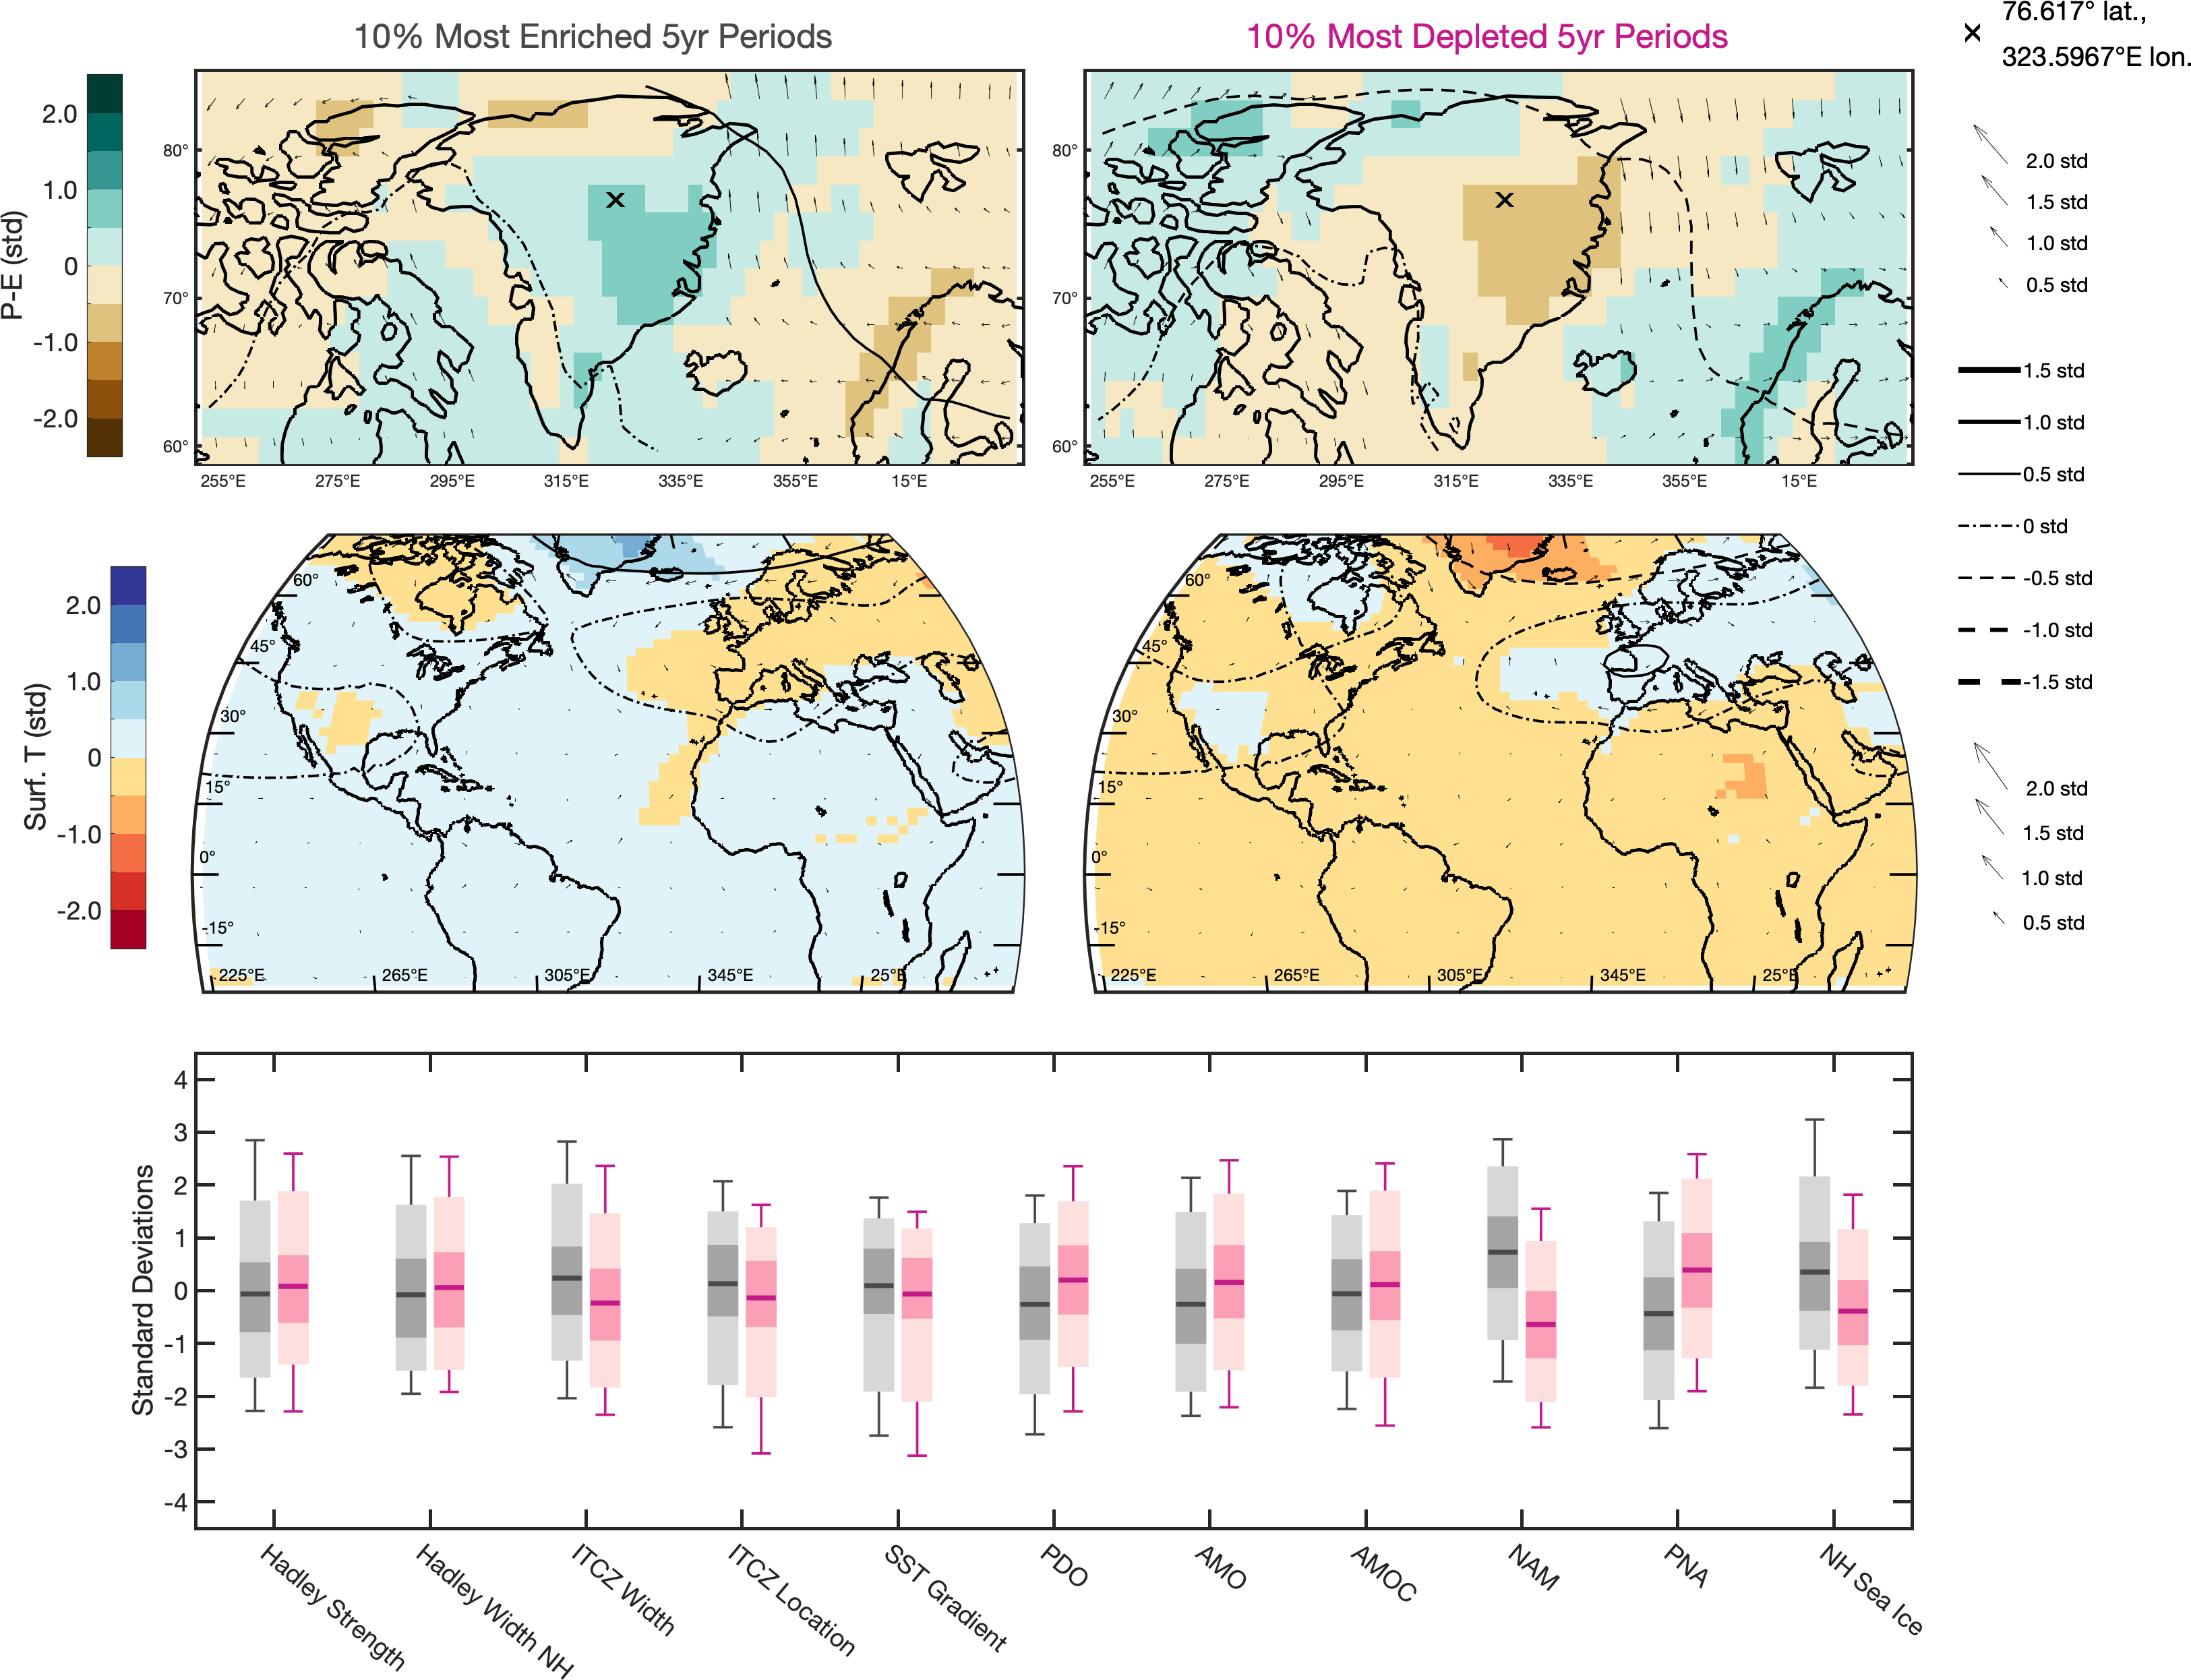 10% Most Enriched 5yr Periods
10% Most Depleted 5yr Periods
76.617° lat.,
323.5967°E lon.
P-E (std)
2.0
1.0
0
-1.0
-2.0
80°
70°
60°
255°E 275°E 295°E 315°E 335°E 355°E 15°E
80°
70°
60°
255°E 275°E 295°E 315°E 335°E 355°E 15°E
2.0 std
1.5 std
1.0 std
0.5 std
1.5 std
1.0 std
0.5 std
0 std
-0.5 std
-1.0 std
-1.5 std
Surf. T (std)
2.0
1.0
0
-1.0
-2.0
60°
45°
30°
15°
0°
-15°
225°E 265°E 305°E 345°E 25°E
60°
45°
30°
15°
0°
-15°
225°E 265°E 305°E 345°E 25°E
2.0 std
1.5 std
1.0 std
0.5 std
Standard Deviations
4
3
2
1
0
-1
-2
-3
-4
Hadley Strength
Hadley Width NH
ITCZ Width
ITCZ Location
SST Gradient
PDO
AMO
AMOC
NAM
PNA
NH Sea Ice